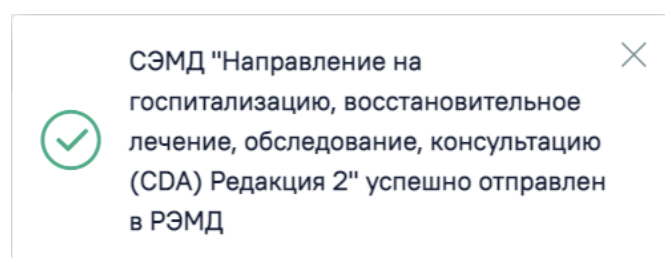 СЭМД "Направление на
госпитализацию, восстановительное
лечение, обследование, консультацию
(CDA) Редакция 2" успешно отправлен
в РЭМД